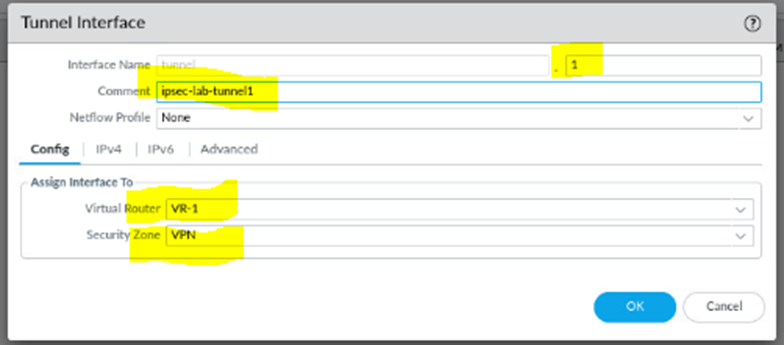 Tunnel Interface
Interface Name tunnel . 1
Comment ipsec-lab-tunnel1
Netflow Profile None
Config IPv4 IPv6 Advanced
Assign Interface To
Virtual Router VR-1
Security Zone VPN
OK Cancel